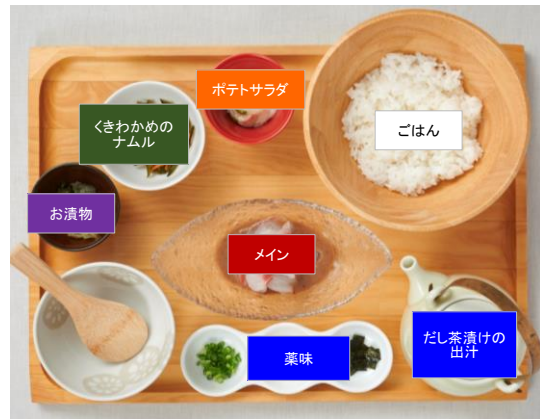 ポテトサラダ
くきわかめの
ナムル
ごはん
お漬物
メイン
薬味
だし茶漬けの
出汁